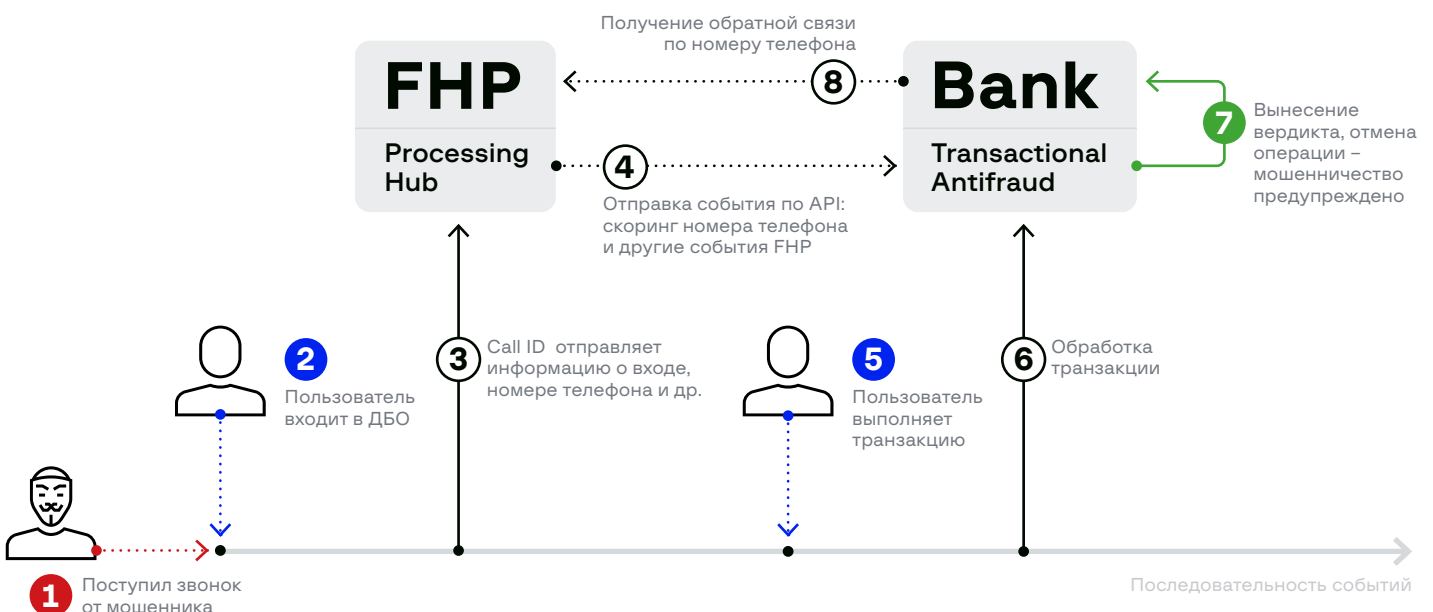 Получение обратной связи
по номеру телефона
FHP
8
Bank
Processing
Hub
4
Transactional
Antifraud
7
Вынесение
вердикта, отмена
операции –
мошенничество
предупреждено
Отправка события по API:
скоринг номера телефона
и другие события FHP
2
Пользователь
входит в ДБО
3
Call ID отправляет
информацию о входе,
номере телефона и др.
5
Пользователь
выполняет
транзакцию
6
Обработка
транзакции
1
Поступил звонок
от мошенника
Последовательность событий